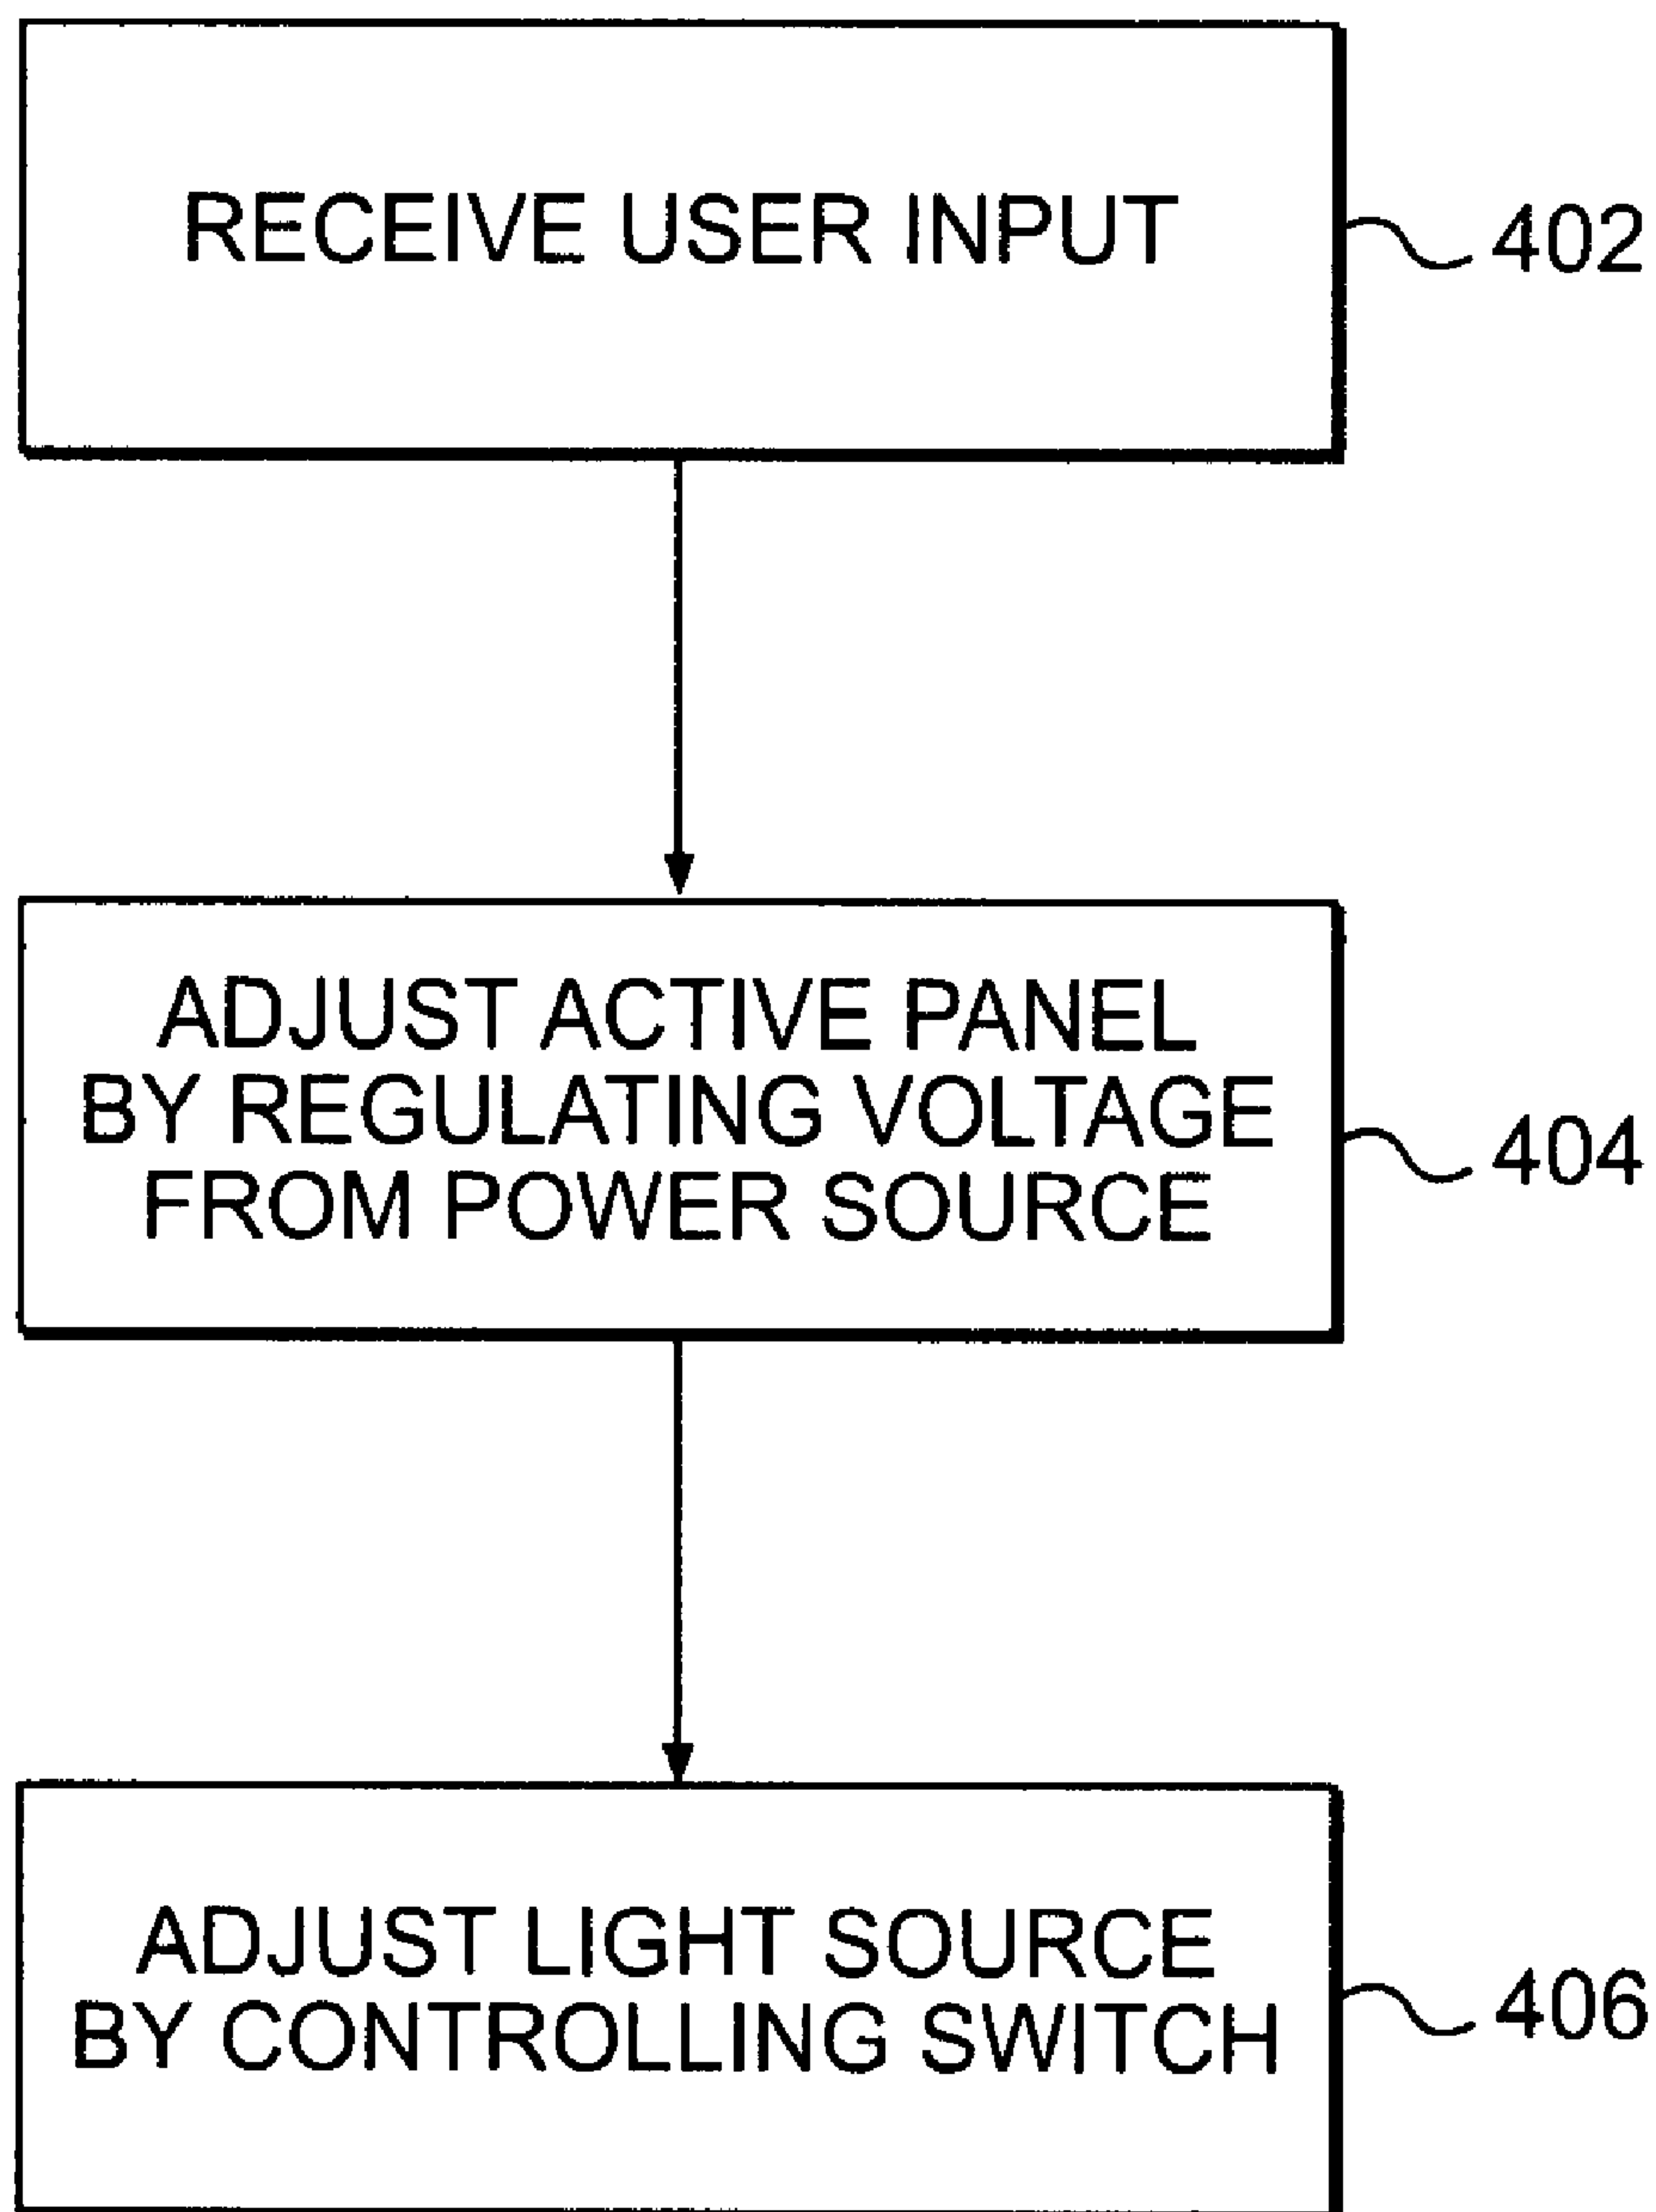 RECEIVE USER INPUT
402
ADJUST ACTIVE PANEL
BY REGULATING VOLTAGE
FROM POWER SOURCE
404
ADJUST LIGHT SOURCE
BY CONTROLLING SWITCH
406